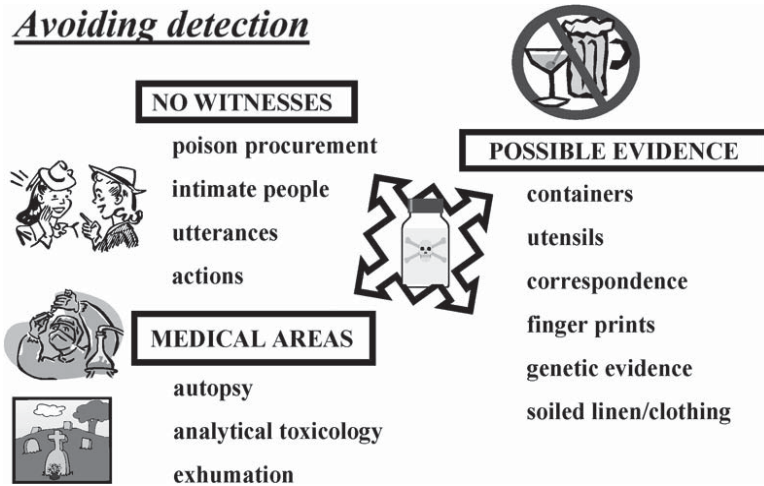 Avoiding detection
NO WITNESSES
poison procurement
intimate people
utterances
actions
MEDICAL AREAS
autopsy
analytical toxicology
exhumation
POSSIBLE EVIDENCE
containers
utensils
correspondence
finger prints
genetic evidence
soiled linen/clothing